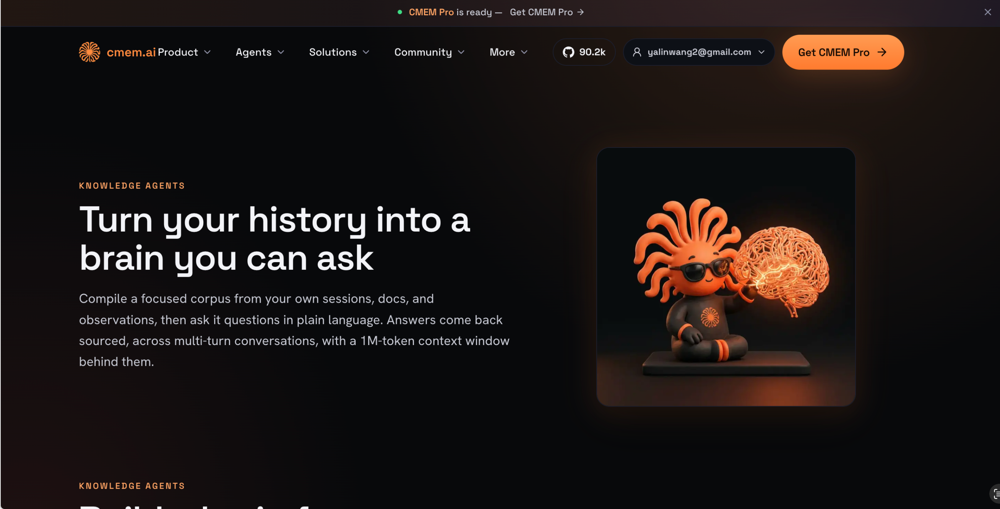 CMEM Pro is ready — Get CMEM Pro →
cmem.ai Product Agents Solutions Community More 90.2k yalinwang2@gmail.com Get CMEM Pro →
KNOWLEDGE AGENTS
Turn your history into a
brain you can ask
Compile a focused corpus from your own sessions, docs, and
observations, then ask it questions in plain language. Answers come back
sourced, across multi-turn conversations, with a 1M-token context window
behind them.
KNOWLEDGE AGENTS